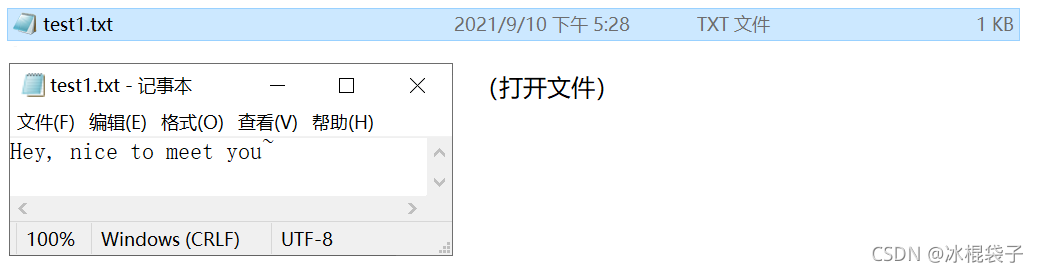 test1.txt 2021/9/10 下午 5:28 TXT 文件 1 KB
test1.txt - 记事本
(打开文件)
文件(F) 编辑(E) 格式(O) 查看(V) 帮助(H)
Hey, nice to meet you~
100% Windows (CRLF) UTF-8
CSDN @冰棍袋子